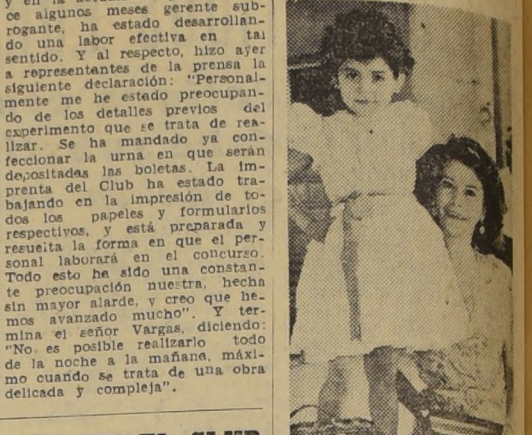 ce algunos meses gerente sub-
rrogante, ha estado desarrollan-
do una labor efectiva en tal
sentido. Y al respecto, hizo ayer
a representantes de la prensa la
siguiente declaración: "Personal-
mente me he estado preocupan-
do de los detalles previos del
experimento que se trata de rea-
lizar. Se ha mandado ya con-
feccionar la urna en que serán
depositadas las boletas. La im-
prenta del Club ha estado tra-
bajando en la impresión de to-
dos los papeles y formularios
respectivos, y está preparada y
resuelta la forma en que el per-
sonal laborará en el concurso.
Todo esto ha sido una constan-
te preocupación nuestra, hecha
sin mayor alarde, y creo que he-
mos avanzado mucho". Y ter-
mina el señor Vargas, diciendo:
"No es posible realizarlo todo
de la noche a la mañana, máxi-
mo cuando se trata de una obra
delicada y compleja".
EL CLUB